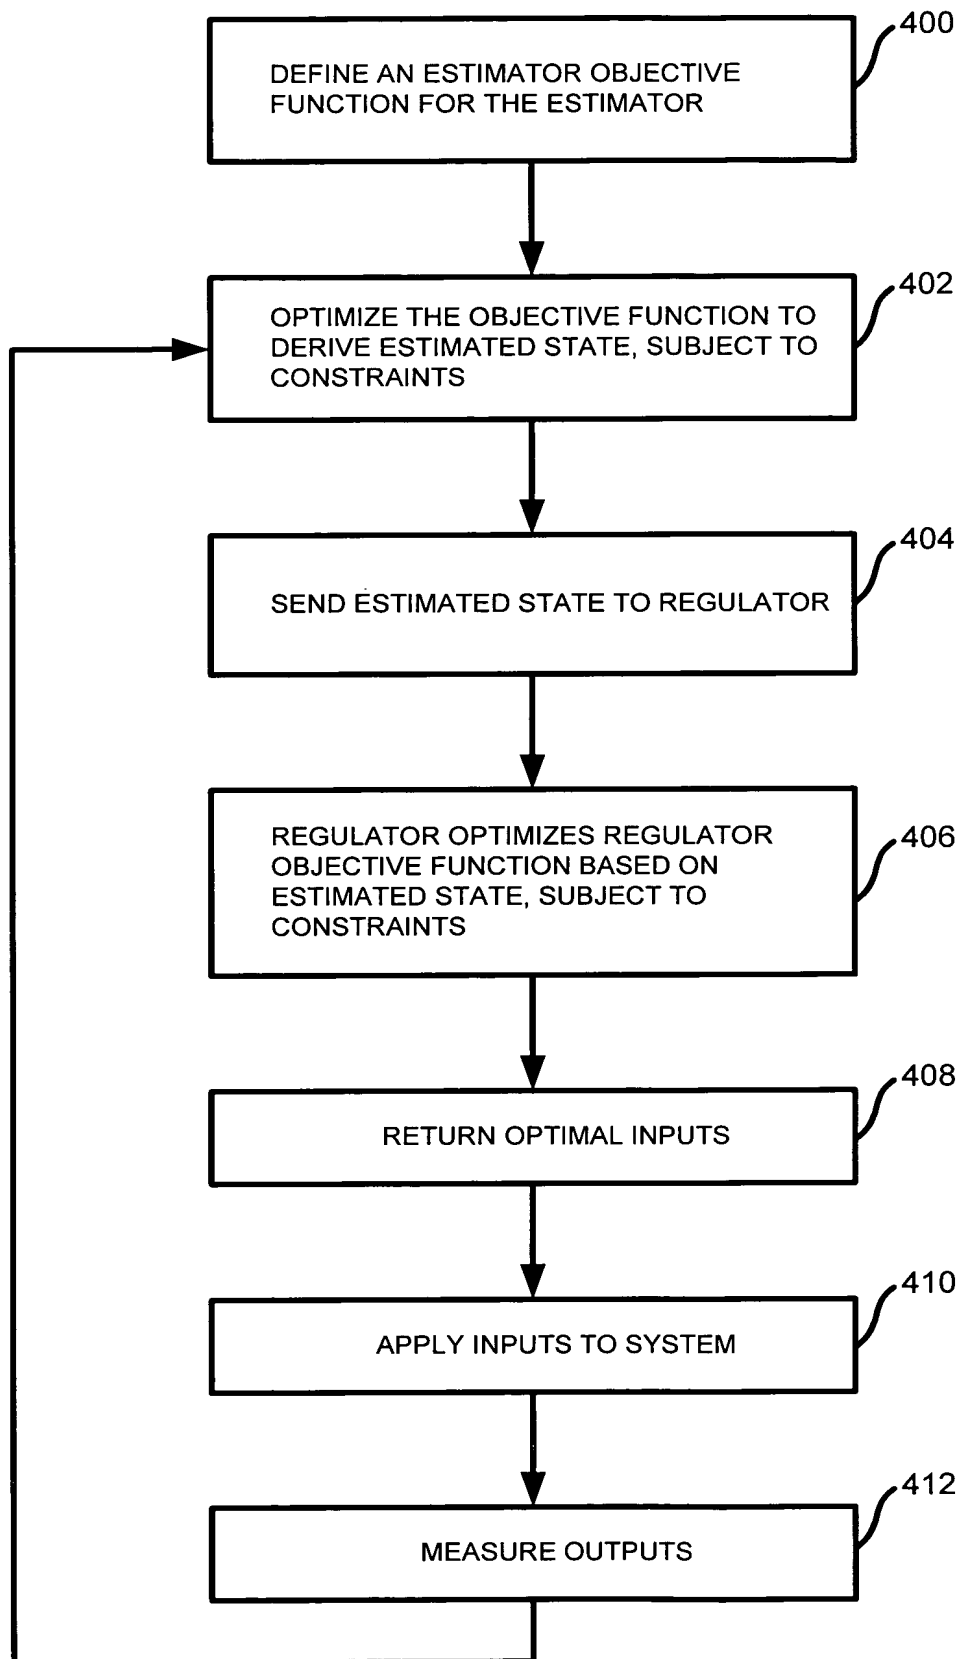 400
DEFINE AN ESTIMATOR OBJECTIVE
FUNCTION FOR THE ESTIMATOR
402
OPTIMIZE THE OBJECTIVE FUNCTION TO
DERIVE ESTIMATED STATE, SUBJECT TO
CONSTRAINTS
404
SEND ESTIMATED STATE TO REGULATOR
406
REGULATOR OPTIMIZES REGULATOR
OBJECTIVE FUNCTION BASED ON
ESTIMATED STATE, SUBJECT TO
CONSTRAINTS
408
RETURN OPTIMAL INPUTS
410
APPLY INPUTS TO SYSTEM
412
MEASURE OUTPUTS